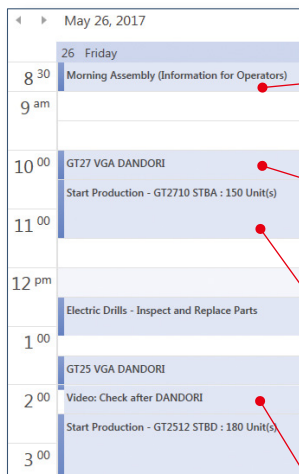 May 26, 2017
26 Friday
8 30
Morning Assembly (Information for Operators)
9 am
10 00
GT27 VGA DANDORI
Start Production - GT2710 STBA : 150 Unit(s)
11 00
12 pm
Electric Drills - Inspect and Replace Parts
1 00
GT25 VGA DANDORI
2 00
Video: Check after DANDORI
Start Production - GT2512 STBD : 180 Unit(s)
3 00